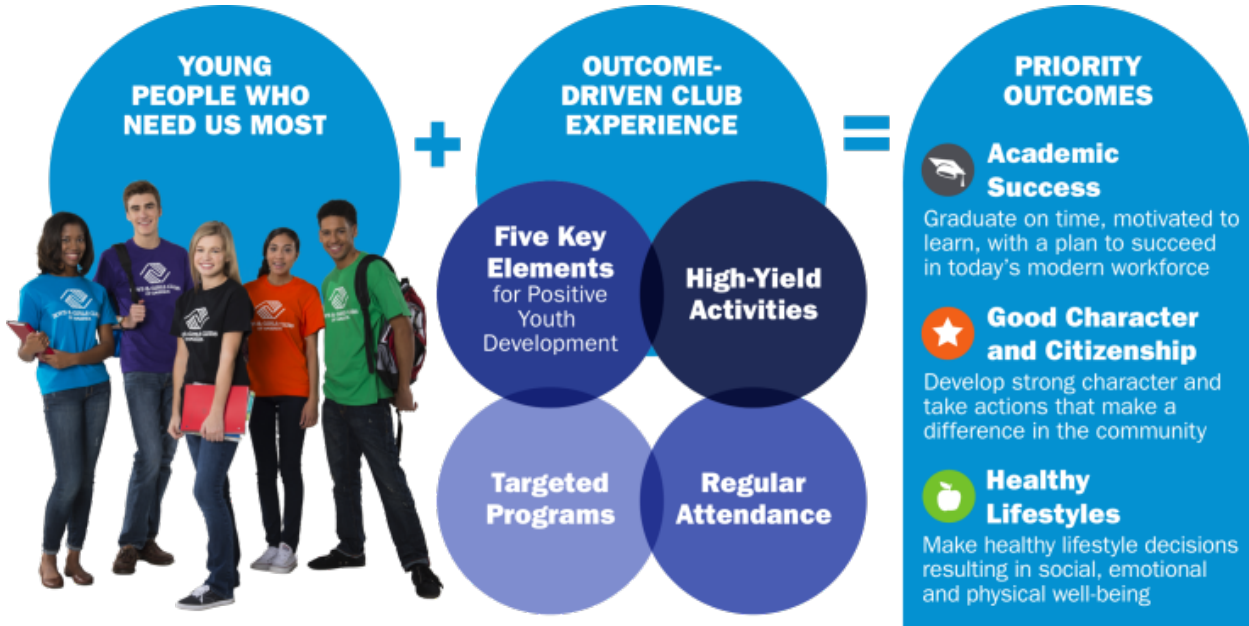 YOUNG
PEOPLE WHO
NEED US MOST
+
OUTCOME-
DRIVEN CLUB
EXPERIENCE
Five Key
Elements
for Positive
Youth
Development
High-Yield
Activities
Targeted
Programs
Regular
Attendance
=
PRIORITY
OUTCOMES
Academic
Success
Graduate on time, motivated to
learn, with a plan to succeed
in today's modern workforce
Good Character
and Citizenship
Develop strong character and
take actions that make a
difference in the community
Healthy
Lifestyles
Make healthy lifestyle decisions
resulting in social, emotional
and physical well-being